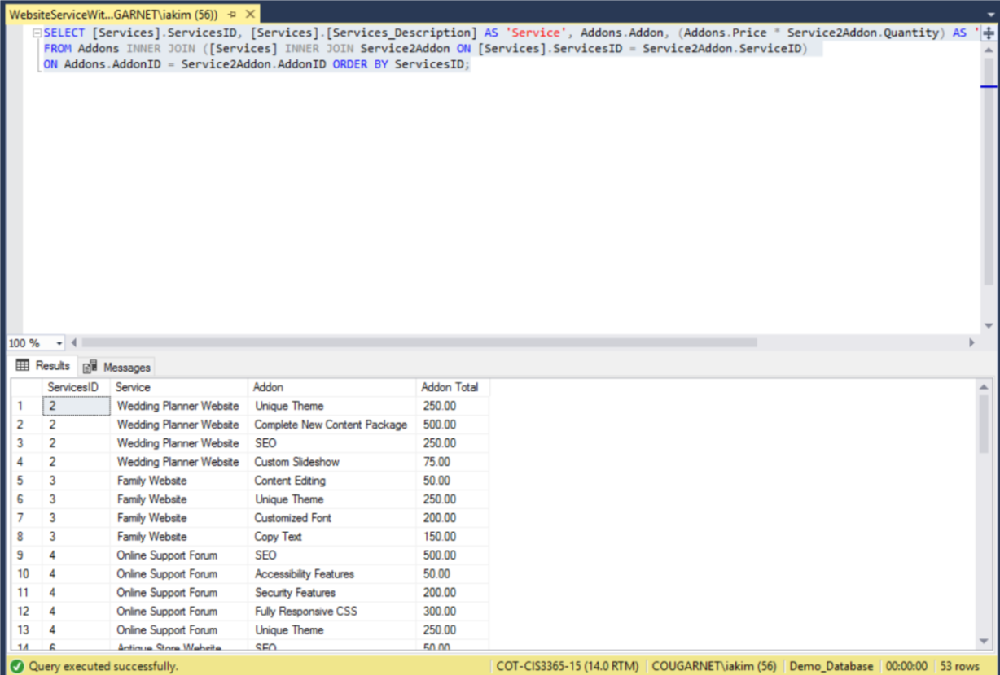 WebsiteServiceWit...GARNET\iakim (56))
SELECT [Services].ServicesID, [Services].[Services_Description] AS 'Service', Addons.Addon, (Addons.Price * Service2Addon.Quantity) AS '
FROM Addons INNER JOIN ([Services] INNER JOIN Service2Addon ON [Services].ServicesID = Service2Addon.ServiceID)
ON Addons.AddonID = Service2Addon.AddonID ORDER BY ServicesID;
100 %
Results Messages
ServicesID Service Addon Addon Total
1 2 Wedding Planner Website Unique Theme 250.00
2 2 Wedding Planner Website Complete New Content Package 500.00
3 2 Wedding Planner Website SEO 250.00
4 2 Wedding Planner Website Custom Slideshow 75.00
5 3 Family Website Content Editing 50.00
6 3 Family Website Unique Theme 250.00
7 3 Family Website Customized Font 200.00
8 3 Family Website Copy Text 150.00
9 4 Online Support Forum SEO 500.00
10 4 Online Support Forum Accessibility Features 50.00
11 4 Online Support Forum Security Features 200.00
12 4 Online Support Forum Fully Responsive CSS 300.00
13 4 Online Support Forum Unique Theme 250.00
14 6 Antique Store Website SEO 50.00
Query executed successfully. COT-CIS3365-15 (14.0 RTM) COUGARNET\iakim (56) Demo_Database 00:00:00 53 rows